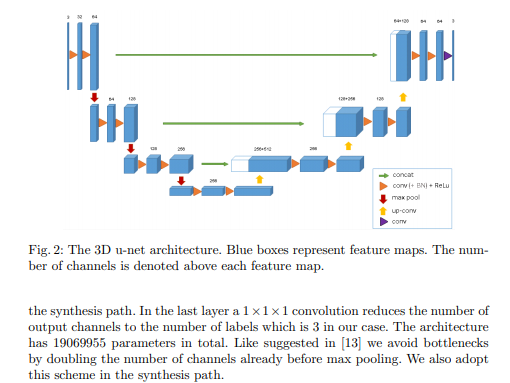 3 32 64
64+128 64 64 3
64 128
128+256 128
128 256
256+512 256
256
concat
conv (+ BN) + ReLu
max pool
up-conv
conv
Fig. 2: The 3D u-net architecture. Blue boxes represent feature maps. The num-
ber of channels is denoted above each feature map.
the synthesis path. In the last layer a 1×1×1 convolution reduces the number of
output channels to the number of labels which is 3 in our case. The architecture
has 19069955 parameters in total. Like suggested in [13] we avoid bottlenecks
by doubling the number of channels already before max pooling. We also adopt
this scheme in the synthesis path.